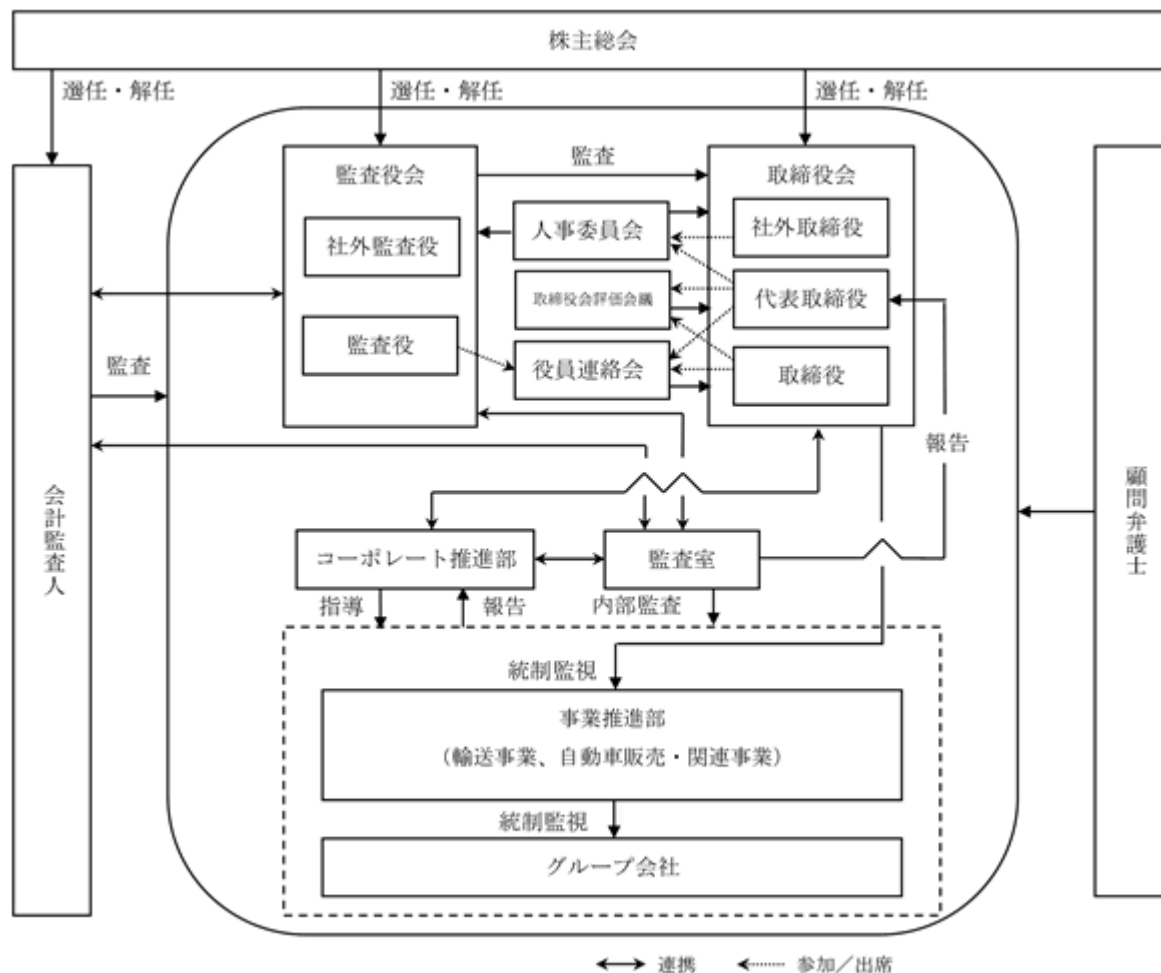 株主総会
選任・解任
選任・解任
選任・解任
監査役会
監査
取締役会
社外監査役
人事委員会
社外取締役
取締役会評価会議
代表取締役
監査役
役員連絡会
取締役
監査
報告
会計監査人
顧問弁護士
コーポレート推進部
監査室
指導
報告
内部監査
統制監視
事業推進部
（輸送事業、自動車販売・関連事業）
統制監視
グループ会社
連携
参加／出席